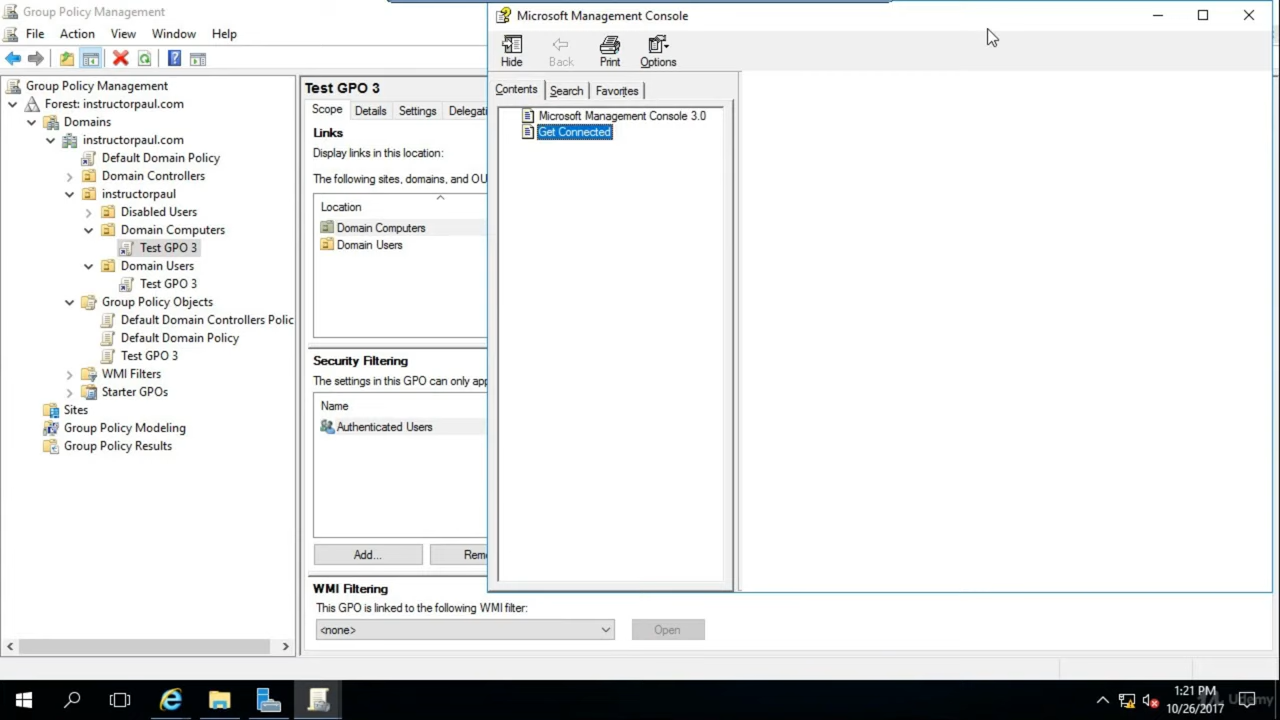 Group Policy Management
File Action View Window Help
Group Policy Management
Forest: instructorpaul.com
Domains
instructorpaul.com
Default Domain Policy
Domain Controllers
instructorpaul
Disabled Users
Domain Computers
Test GPO 3
Domain Users
Test GPO 3
Group Policy Objects
Default Domain Controllers Polic
Default Domain Policy
Test GPO 3
WMI Filters
Starter GPOs
Sites
Group Policy Modeling
Group Policy Results
Test GPO 3
Scope Details Settings Delegati
Links
Display links in this location:
The following sites, domains, and OU
Location
Domain Computers
Domain Users
Security Filtering
The settings in this GPO can only app
Name
Authenticated Users
Add... Rem
WMI Filtering
This GPO is linked to the following WMI filter:
<none> Open
Microsoft Management Console
Hide Back Print Options
Contents Search Favorites
Microsoft Management Console 3.0
Get Connected
1:21 PM
10/26/2017
Udemy